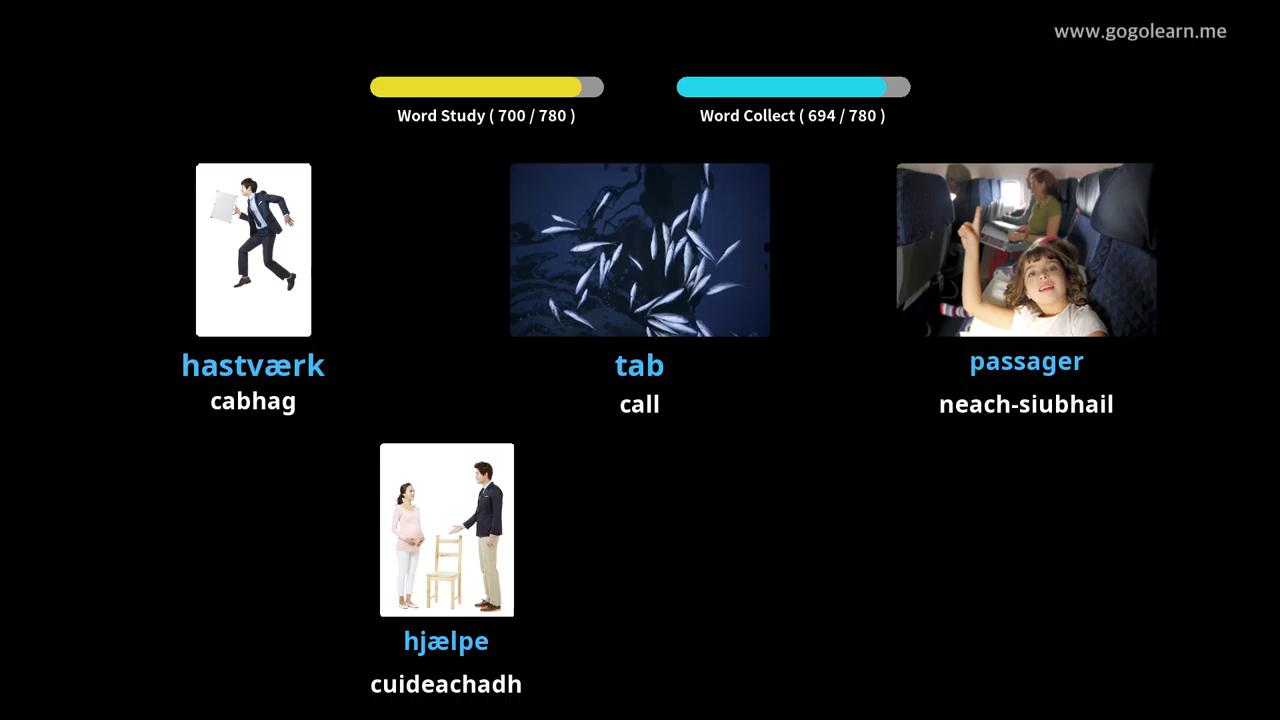 www.gogolearn.me
Word Study ( 700 / 780 )
Word Collect ( 694 / 780 )
hastværk
cabhag
tab
call
passager
neach-siubhail
hjælpe
cuideachadh